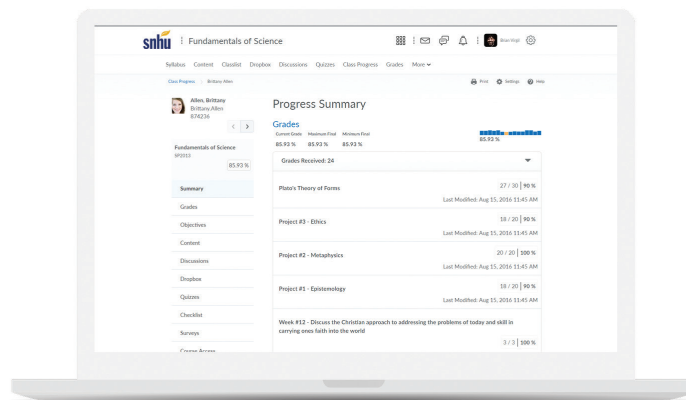 snhu
Fundamentals of Science
Brian Virgil
Syllabus Content Classlist Dropbox Discussions Quizzes Class Progress Grades More
Class Progress Brittany Allen
Print Settings Help
Allen, Brittany
Brittany Allen
874236
Fundamentals of Science
SP2013
85.93 %
Summary
Grades
Objectives
Content
Discussions
Dropbox
Quizzes
Checklist
Surveys
Course Access
Progress Summary
Grades
Current Grade Maximum Final Minimum Final
85.93 % 85.93 % 85.93 %
85.93 %
Grades Received: 24
Plato's Theory of Forms
27 / 30 | 90 %
Last Modified: Aug 15, 2016 11:45 AM
Project #3 - Ethics
18 / 20 | 90 %
Last Modified: Aug 15, 2016 11:45 AM
Project #2 - Metaphysics
20 / 20 | 100 %
Last Modified: Aug 15, 2016 11:45 AM
Project #1 - Epistemology
18 / 20 | 90 %
Last Modified: Aug 15, 2016 11:45 AM
Week #12 - Discuss the Christian approach to addressing the problems of today and skill in
carrying ones faith into the world
3 / 3 | 100 %